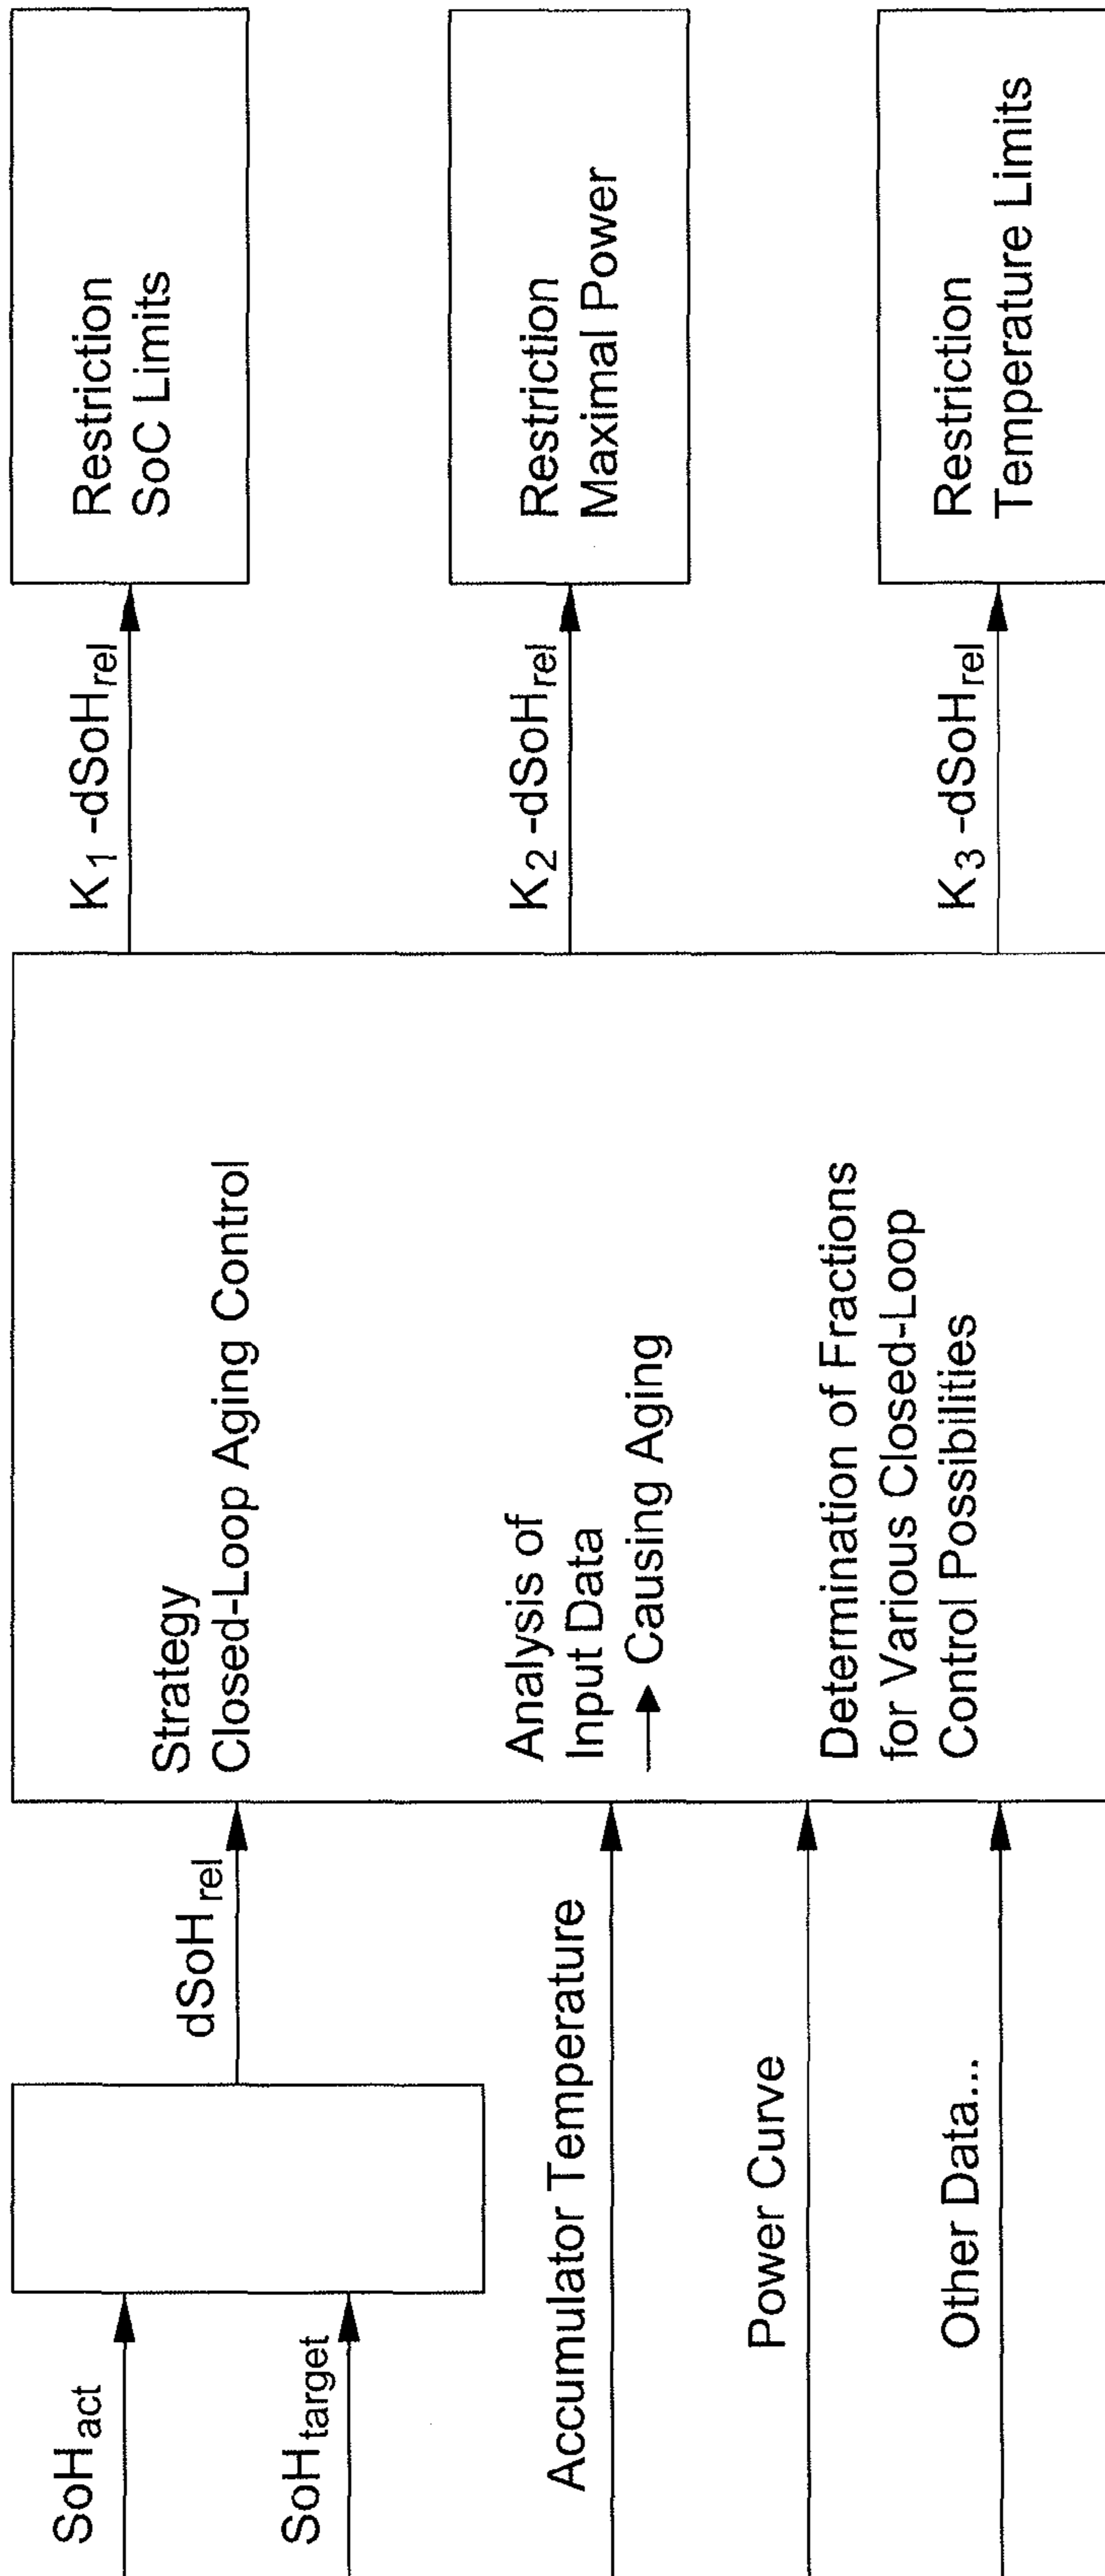 SoH_act
SoH_target
dSoH_rel
Accumulator Temperature
Power Curve
Other Data...
Strategy
Closed-Loop Aging Control
Analysis of
Input Data
→ Causing Aging
Determination of Fractions
for Various Closed-Loop
Control Possibilities
K_1 -dSoH_rel
K_2 -dSoH_rel
K_3 -dSoH_rel
Restriction
SoC Limits
Restriction
Maximal Power
Restriction
Temperature Limits